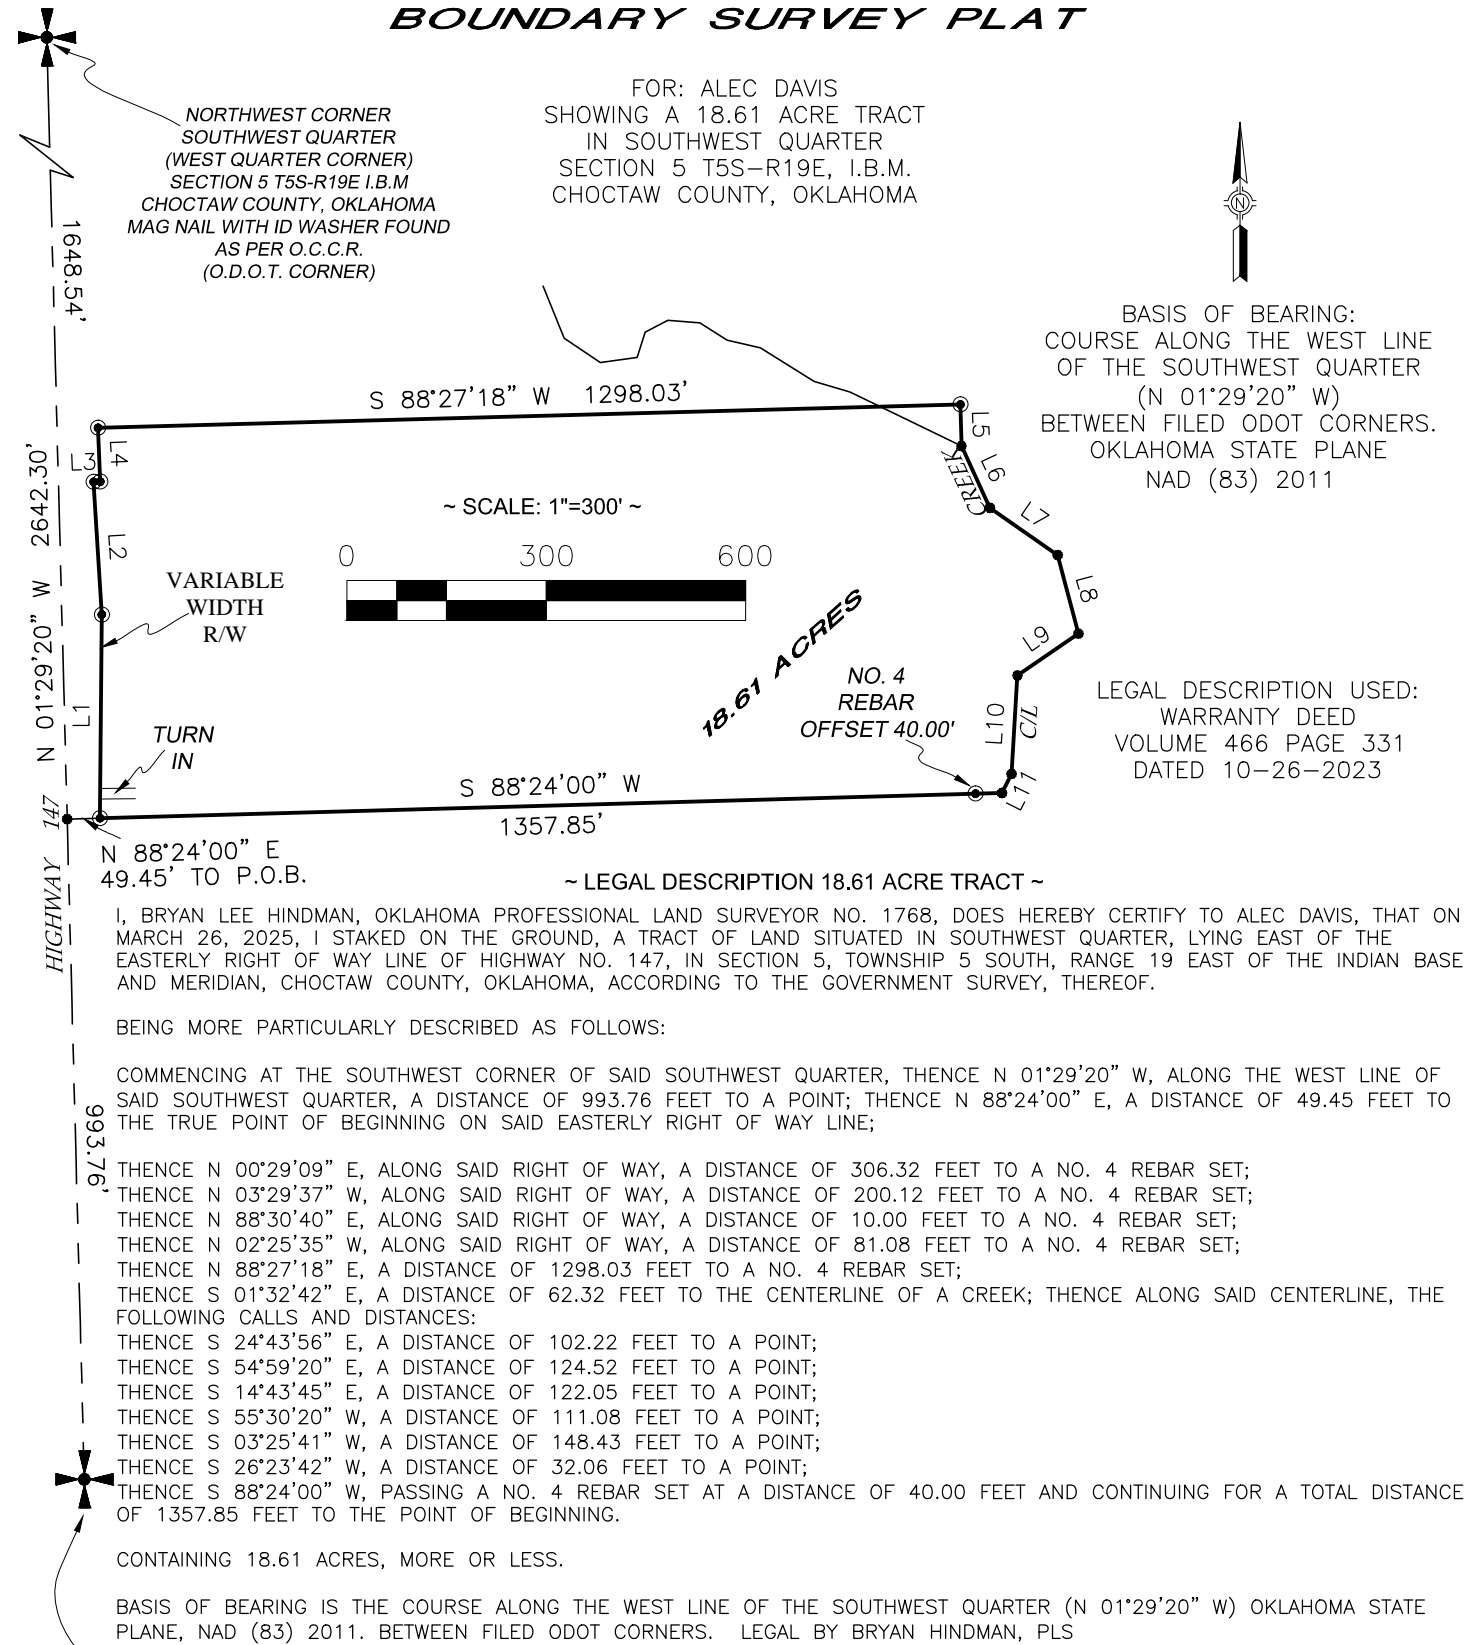 BOUNDARY SURVEY PLAT
FOR: ALEC DAVIS
SHOWING A 18.61 ACRE TRACT
IN SOUTHWEST QUARTER
SECTION 5 T5S-R19E, I.B.M.
CHOCTAW COUNTY, OKLAHOMA
NORTHWEST CORNER
SOUTHWEST QUARTER
(WEST QUARTER CORNER)
SECTION 5 T5S-R19E I.B.M
CHOCTAW COUNTY, OKLAHOMA
MAG NAIL WITH ID WASHER FOUND
AS PER O.C.C.R.
(O.D.O.T. CORNER)
N
1648.54'
BASIS OF BEARING:
COURSE ALONG THE WEST LINE
OF THE SOUTHWEST QUARTER
(N 01°29'20" W)
BETWEEN FILED ODOT CORNERS.
OKLAHOMA STATE PLANE
NAD (83) 2011
S 88°27'18" W 1298.03'
L5
L4
L3
L6
CREEK
N 01°29'20" W 2642.30'
~ SCALE: 1"=300' ~
L7
L2
0 300 600
VARIABLE
WIDTH
R/W
L8
18.61 ACRES
L9
NO. 4
REBAR
OFFSET 40.00'
LEGAL DESCRIPTION USED:
WARRANTY DEED
VOLUME 466 PAGE 331
DATED 10-26-2023
L1
L10
C/L
TURN
IN
S 88°24'00" W
1357.85'
L11
HIGHWAY 147
N 88°24'00" E
49.45' TO P.O.B.
~ LEGAL DESCRIPTION 18.61 ACRE TRACT ~
I, BRYAN LEE HINDMAN, OKLAHOMA PROFESSIONAL LAND SURVEYOR NO. 1768, DOES HEREBY CERTIFY TO ALEC DAVIS, THAT ON
MARCH 26, 2025, I STAKED ON THE GROUND, A TRACT OF LAND SITUATED IN SOUTHWEST QUARTER, LYING EAST OF THE
EASTERLY RIGHT OF WAY LINE OF HIGHWAY NO. 147, IN SECTION 5, TOWNSHIP 5 SOUTH, RANGE 19 EAST OF THE INDIAN BASE
AND MERIDIAN, CHOCTAW COUNTY, OKLAHOMA, ACCORDING TO THE GOVERNMENT SURVEY, THEREOF.
BEING MORE PARTICULARLY DESCRIBED AS FOLLOWS:
COMMENCING AT THE SOUTHWEST CORNER OF SAID SOUTHWEST QUARTER, THENCE N 01°29'20" W, ALONG THE WEST LINE OF
SAID SOUTHWEST QUARTER, A DISTANCE OF 993.76 FEET TO A POINT; THENCE N 88°24'00" E, A DISTANCE OF 49.45 FEET TO
THE TRUE POINT OF BEGINNING ON SAID EASTERLY RIGHT OF WAY LINE;
993.76'
THENCE N 00°29'09" E, ALONG SAID RIGHT OF WAY, A DISTANCE OF 306.32 FEET TO A NO. 4 REBAR SET;
THENCE N 03°29'37" W, ALONG SAID RIGHT OF WAY, A DISTANCE OF 200.12 FEET TO A NO. 4 REBAR SET;
THENCE N 88°30'40" E, ALONG SAID RIGHT OF WAY, A DISTANCE OF 10.00 FEET TO A NO. 4 REBAR SET;
THENCE N 02°25'35" W, ALONG SAID RIGHT OF WAY, A DISTANCE OF 81.08 FEET TO A NO. 4 REBAR SET;
THENCE N 88°27'18" E, A DISTANCE OF 1298.03 FEET TO A NO. 4 REBAR SET;
THENCE S 01°32'42" E, A DISTANCE OF 62.32 FEET TO THE CENTERLINE OF A CREEK; THENCE ALONG SAID CENTERLINE, THE
FOLLOWING CALLS AND DISTANCES:
THENCE S 24°43'56" E, A DISTANCE OF 102.22 FEET TO A POINT;
THENCE S 54°59'20" E, A DISTANCE OF 124.52 FEET TO A POINT;
THENCE S 14°43'45" E, A DISTANCE OF 122.05 FEET TO A POINT;
THENCE S 55°30'20" W, A DISTANCE OF 111.08 FEET TO A POINT;
THENCE S 03°25'41" W, A DISTANCE OF 148.43 FEET TO A POINT;
THENCE S 26°23'42" W, A DISTANCE OF 32.06 FEET TO A POINT;
THENCE S 88°24'00" W, PASSING A NO. 4 REBAR SET AT A DISTANCE OF 40.00 FEET AND CONTINUING FOR A TOTAL DISTANCE
OF 1357.85 FEET TO THE POINT OF BEGINNING.
CONTAINING 18.61 ACRES, MORE OR LESS.
BASIS OF BEARING IS THE COURSE ALONG THE WEST LINE OF THE SOUTHWEST QUARTER (N 01°29'20" W) OKLAHOMA STATE
PLANE, NAD (83) 2011. BETWEEN FILED ODOT CORNERS. LEGAL BY BRYAN HINDMAN, PLS